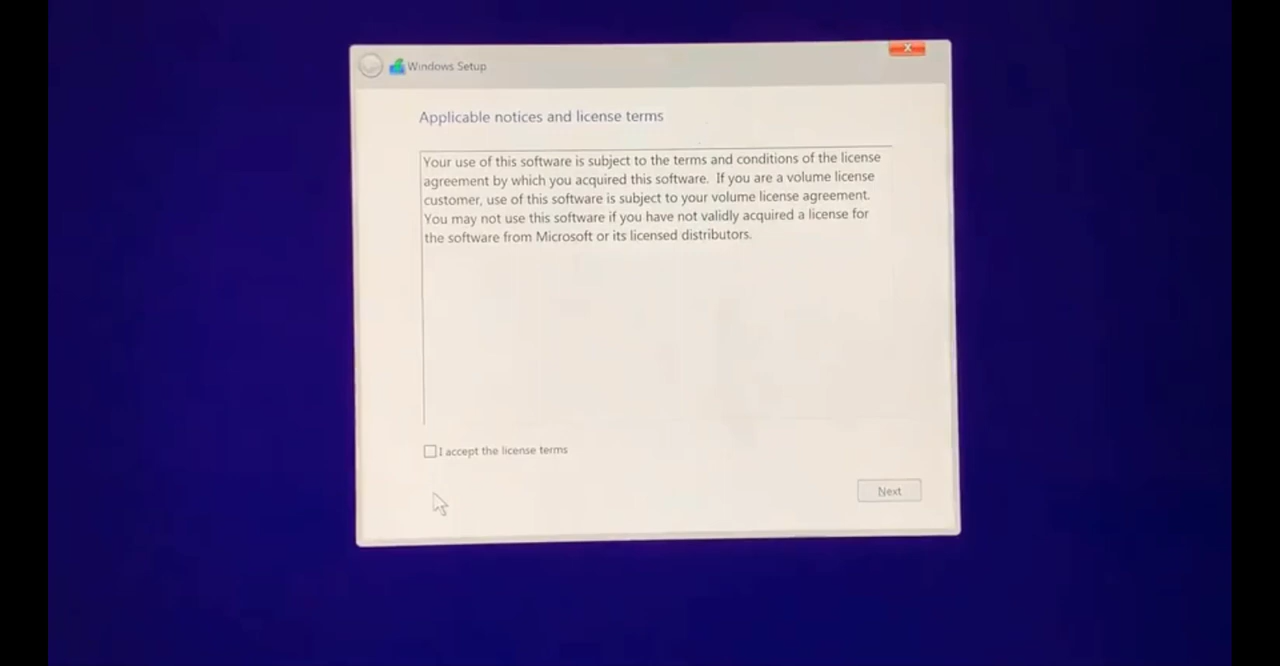 Windows Setup
Applicable notices and license terms
Your use of this software is subject to the terms and conditions of the license
agreement by which you acquired this software. If you are a volume license
customer, use of this software is subject to your volume license agreement.
You may not use this software if you have not validly acquired a license for
the software from Microsoft or its licensed distributors.
I accept the license terms
Next